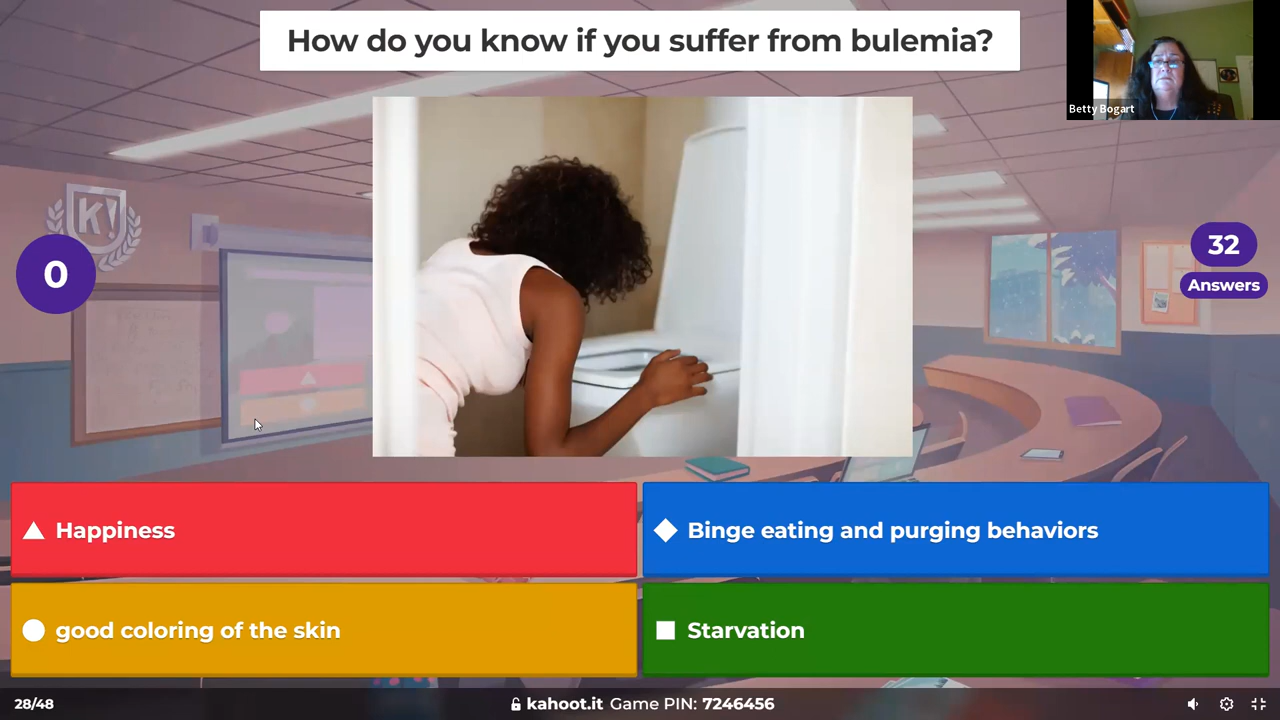 How do you know if you suffer from bulemia?
Betty Bogart
K!
0
32
Answers
Happiness
Binge eating and purging behaviors
good coloring of the skin
Starvation
28/48
kahoot.it Game PIN: 7246456